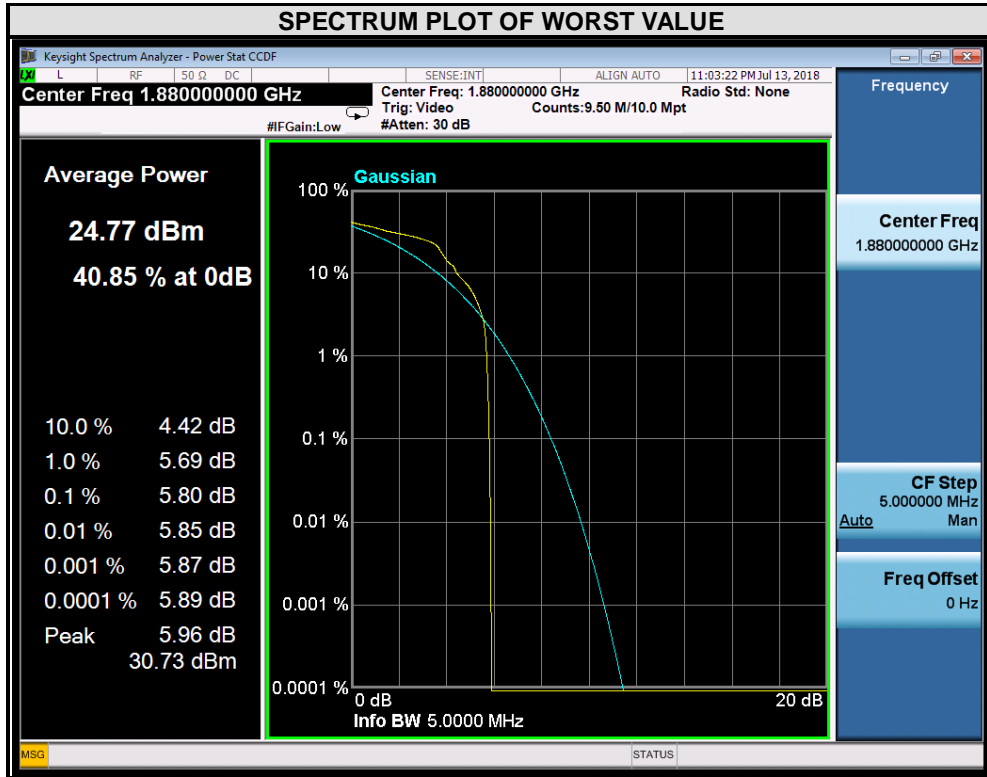 SPECTRUM PLOT OF WORST VALUE
Keysight Spectrum Analyzer - Power Stat CCDF
LXI L RF 50 Ω DC SENSE:INT ALIGN AUTO 11:03:22 PM Jul 13, 2018
Center Freq 1.880000000 GHz
Center Freq: 1.880000000 GHz Radio Std: None
Trig: Video Counts:9.50 M/10.0 Mpt
#IFGain:Low #Atten: 30 dB
Average Power
24.77 dBm
40.85 % at 0dB
10.0 % 4.42 dB
1.0 % 5.69 dB
0.1 % 5.80 dB
0.01 % 5.85 dB
0.001 % 5.87 dB
0.0001 % 5.89 dB
Peak 5.96 dB
30.73 dBm
Gaussian
100 %
10 %
1 %
0.1 %
0.01 %
0.001 %
0.0001 %
0 dB 20 dB
Info BW 5.0000 MHz
Frequency
Center Freq
1.880000000 GHz
CF Step
5.000000 MHz
Auto Man
Freq Offset
0 Hz
MSG STATUS